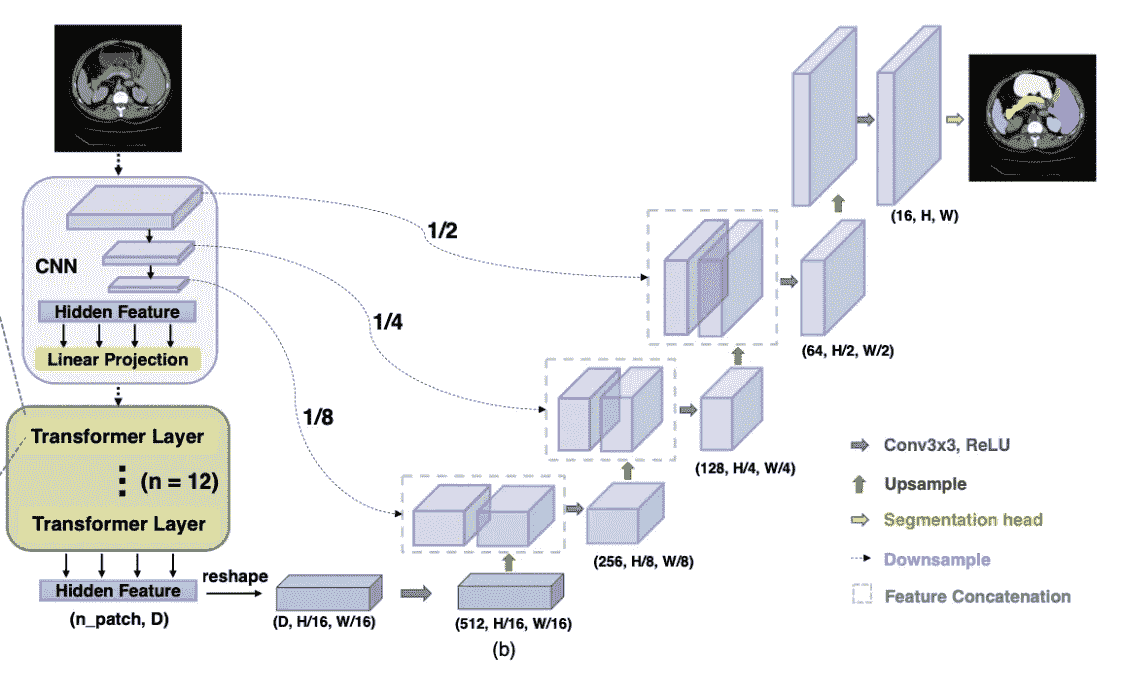 CNN
Hidden Feature
Linear Projection
Transformer Layer
(n = 12)
Transformer Layer
Hidden Feature
(n_patch, D)
reshape
(D, H/16, W/16)
(512, H/16, W/16)
(b)
1/2
1/4
1/8
(256, H/8, W/8)
(128, H/4, W/4)
(64, H/2, W/2)
(16, H, W)
Conv3x3, ReLU
Upsample
Segmentation head
Downsample
Feature Concatenation